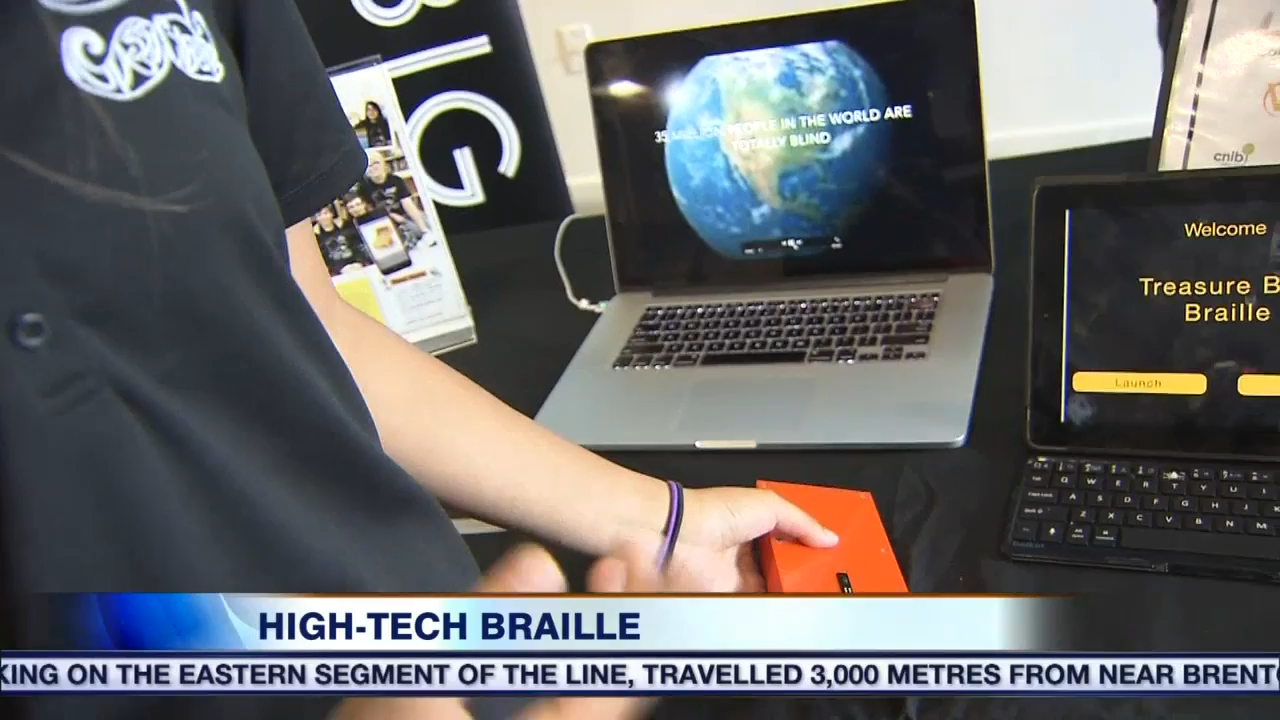 BIG
35 MILLION PEOPLE IN THE WORLD ARE
TOTALLY BLIND
cnib
Welcome
Treasure B
Braille
Launch
HIGH-TECH BRAILLE
KING ON THE EASTERN SEGMENT OF THE LINE, TRAVELLED 3,000 METRES FROM NEAR BRENT